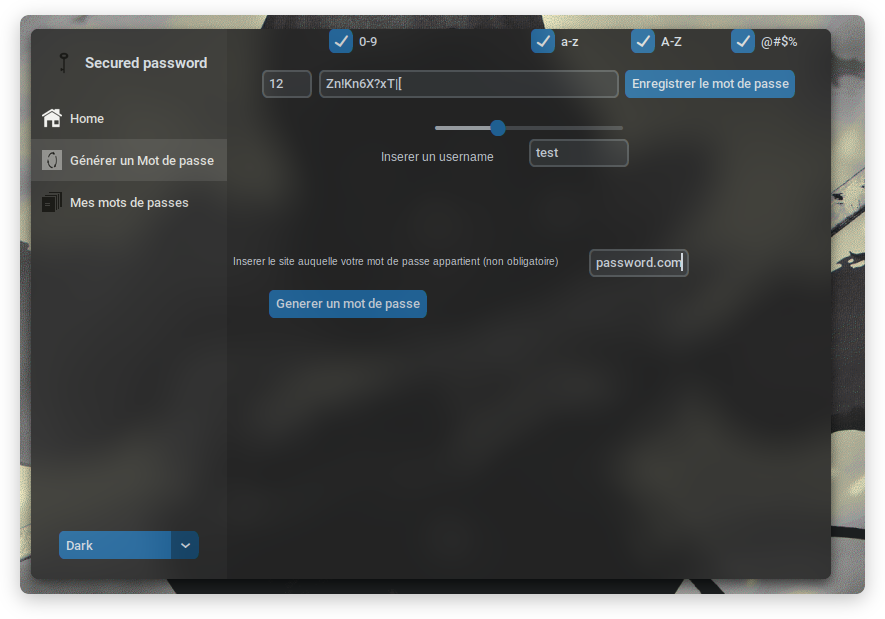 Secured password
0-9
a-z
A-Z
@#$%
12
Zn!Kn6X?xT|[
Enregistrer le mot de passe
Home
Générer un Mot de passe
Mes mots de passes
Inserer un username
test
Inserer le site auquelle votre mot de passe appartient (non obligatoire)
password.com
Generer un mot de passe
Dark